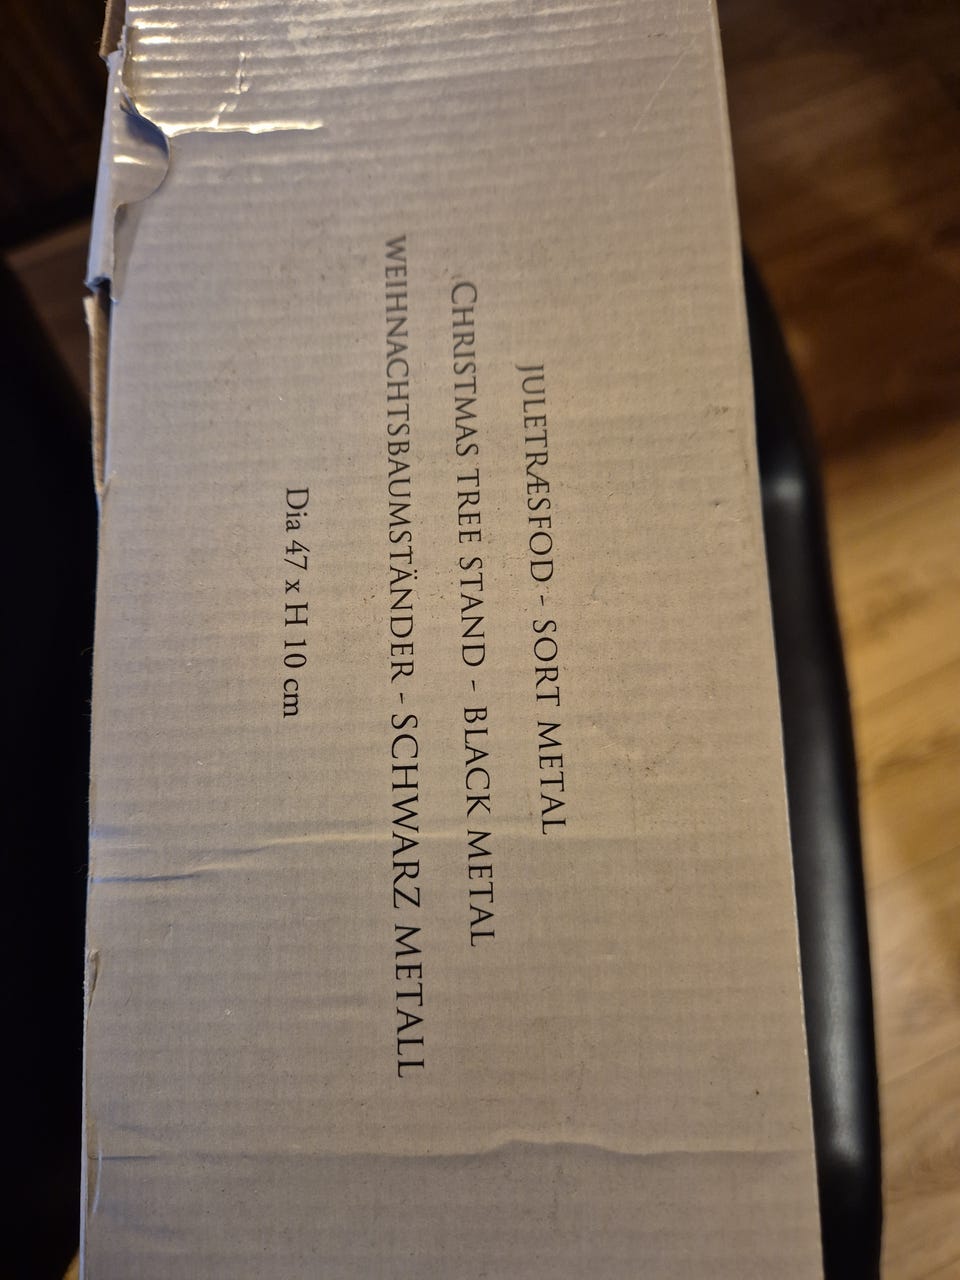 JULETRÆSFOD - SORT METAL
CHRISTMAS TREE STAND - BLACK METAL
WEIHNACHTSBAUMSTÄNDER - SCHWARZ METALL
Dia 47 x H 10 cm